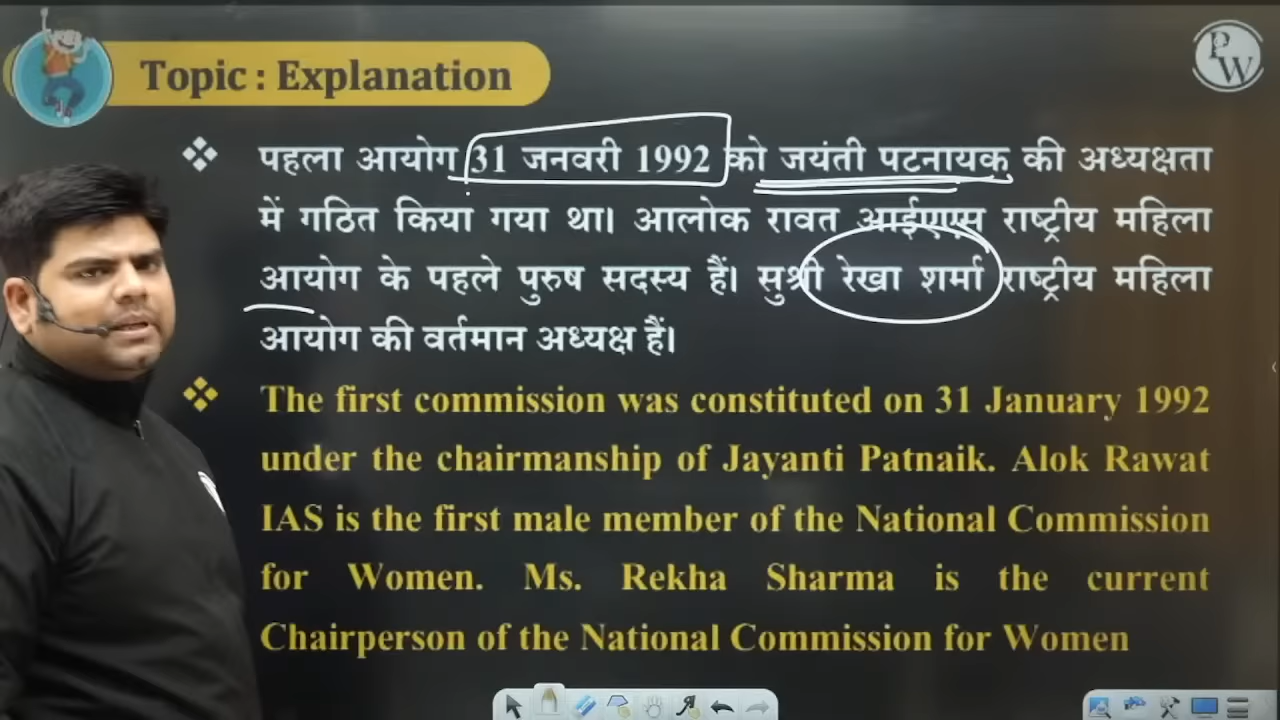 PW
Topic : Explanation
पहला आयोग 31 जनवरी 1992 को जयंती पटनायक की अध्यक्षता
में गठित किया गया था। आलोक रावत आईएएस राष्ट्रीय महिला
आयोग के पहले पुरुष सदस्य हैं। सुश्री रेखा शर्मा राष्ट्रीय महिला
आयोग की वर्तमान अध्यक्ष हैं।
The first commission was constituted on 31 January 1992
under the chairmanship of Jayanti Patnaik. Alok Rawat
IAS is the first male member of the National Commission
for Women. Ms. Rekha Sharma is the current
Chairperson of the National Commission for Women